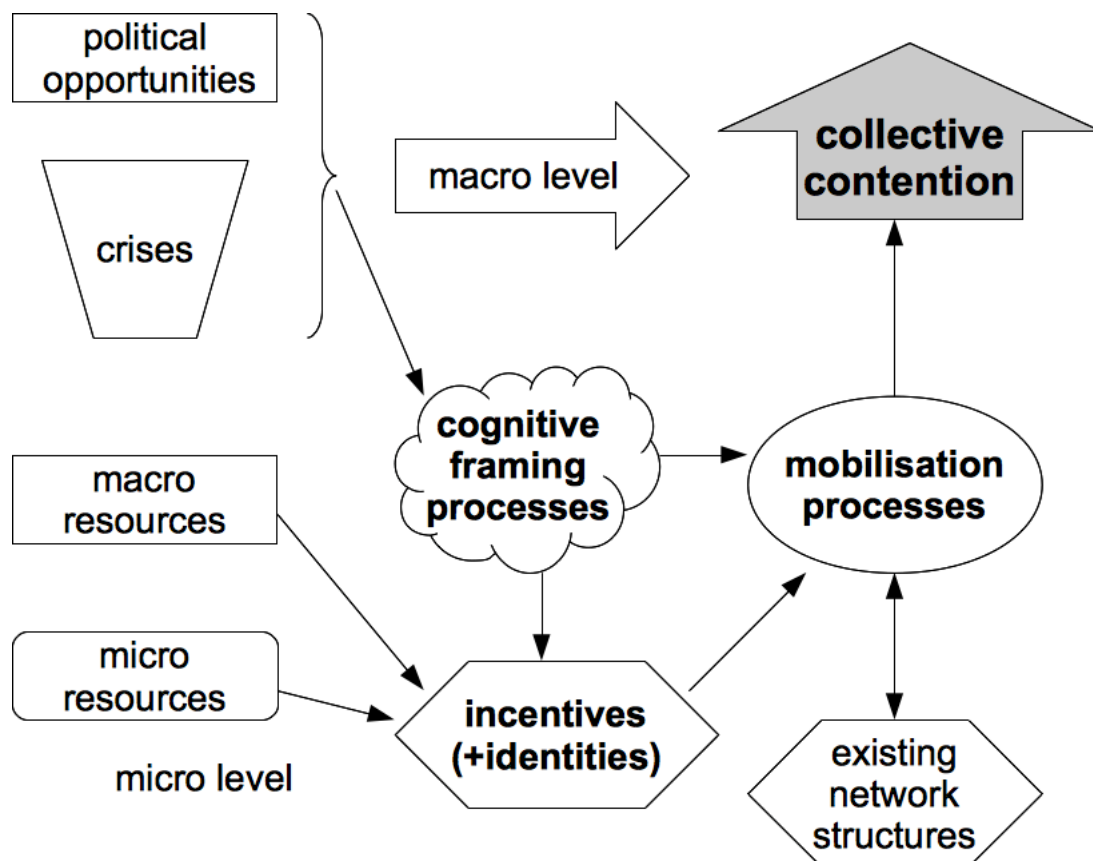 political
opportunities
crises
macro level
collective
contention
cognitive
framing
processes
mobilisation
processes
macro
resources
micro
resources
micro level
incentives
(+identities)
existing
network
structures